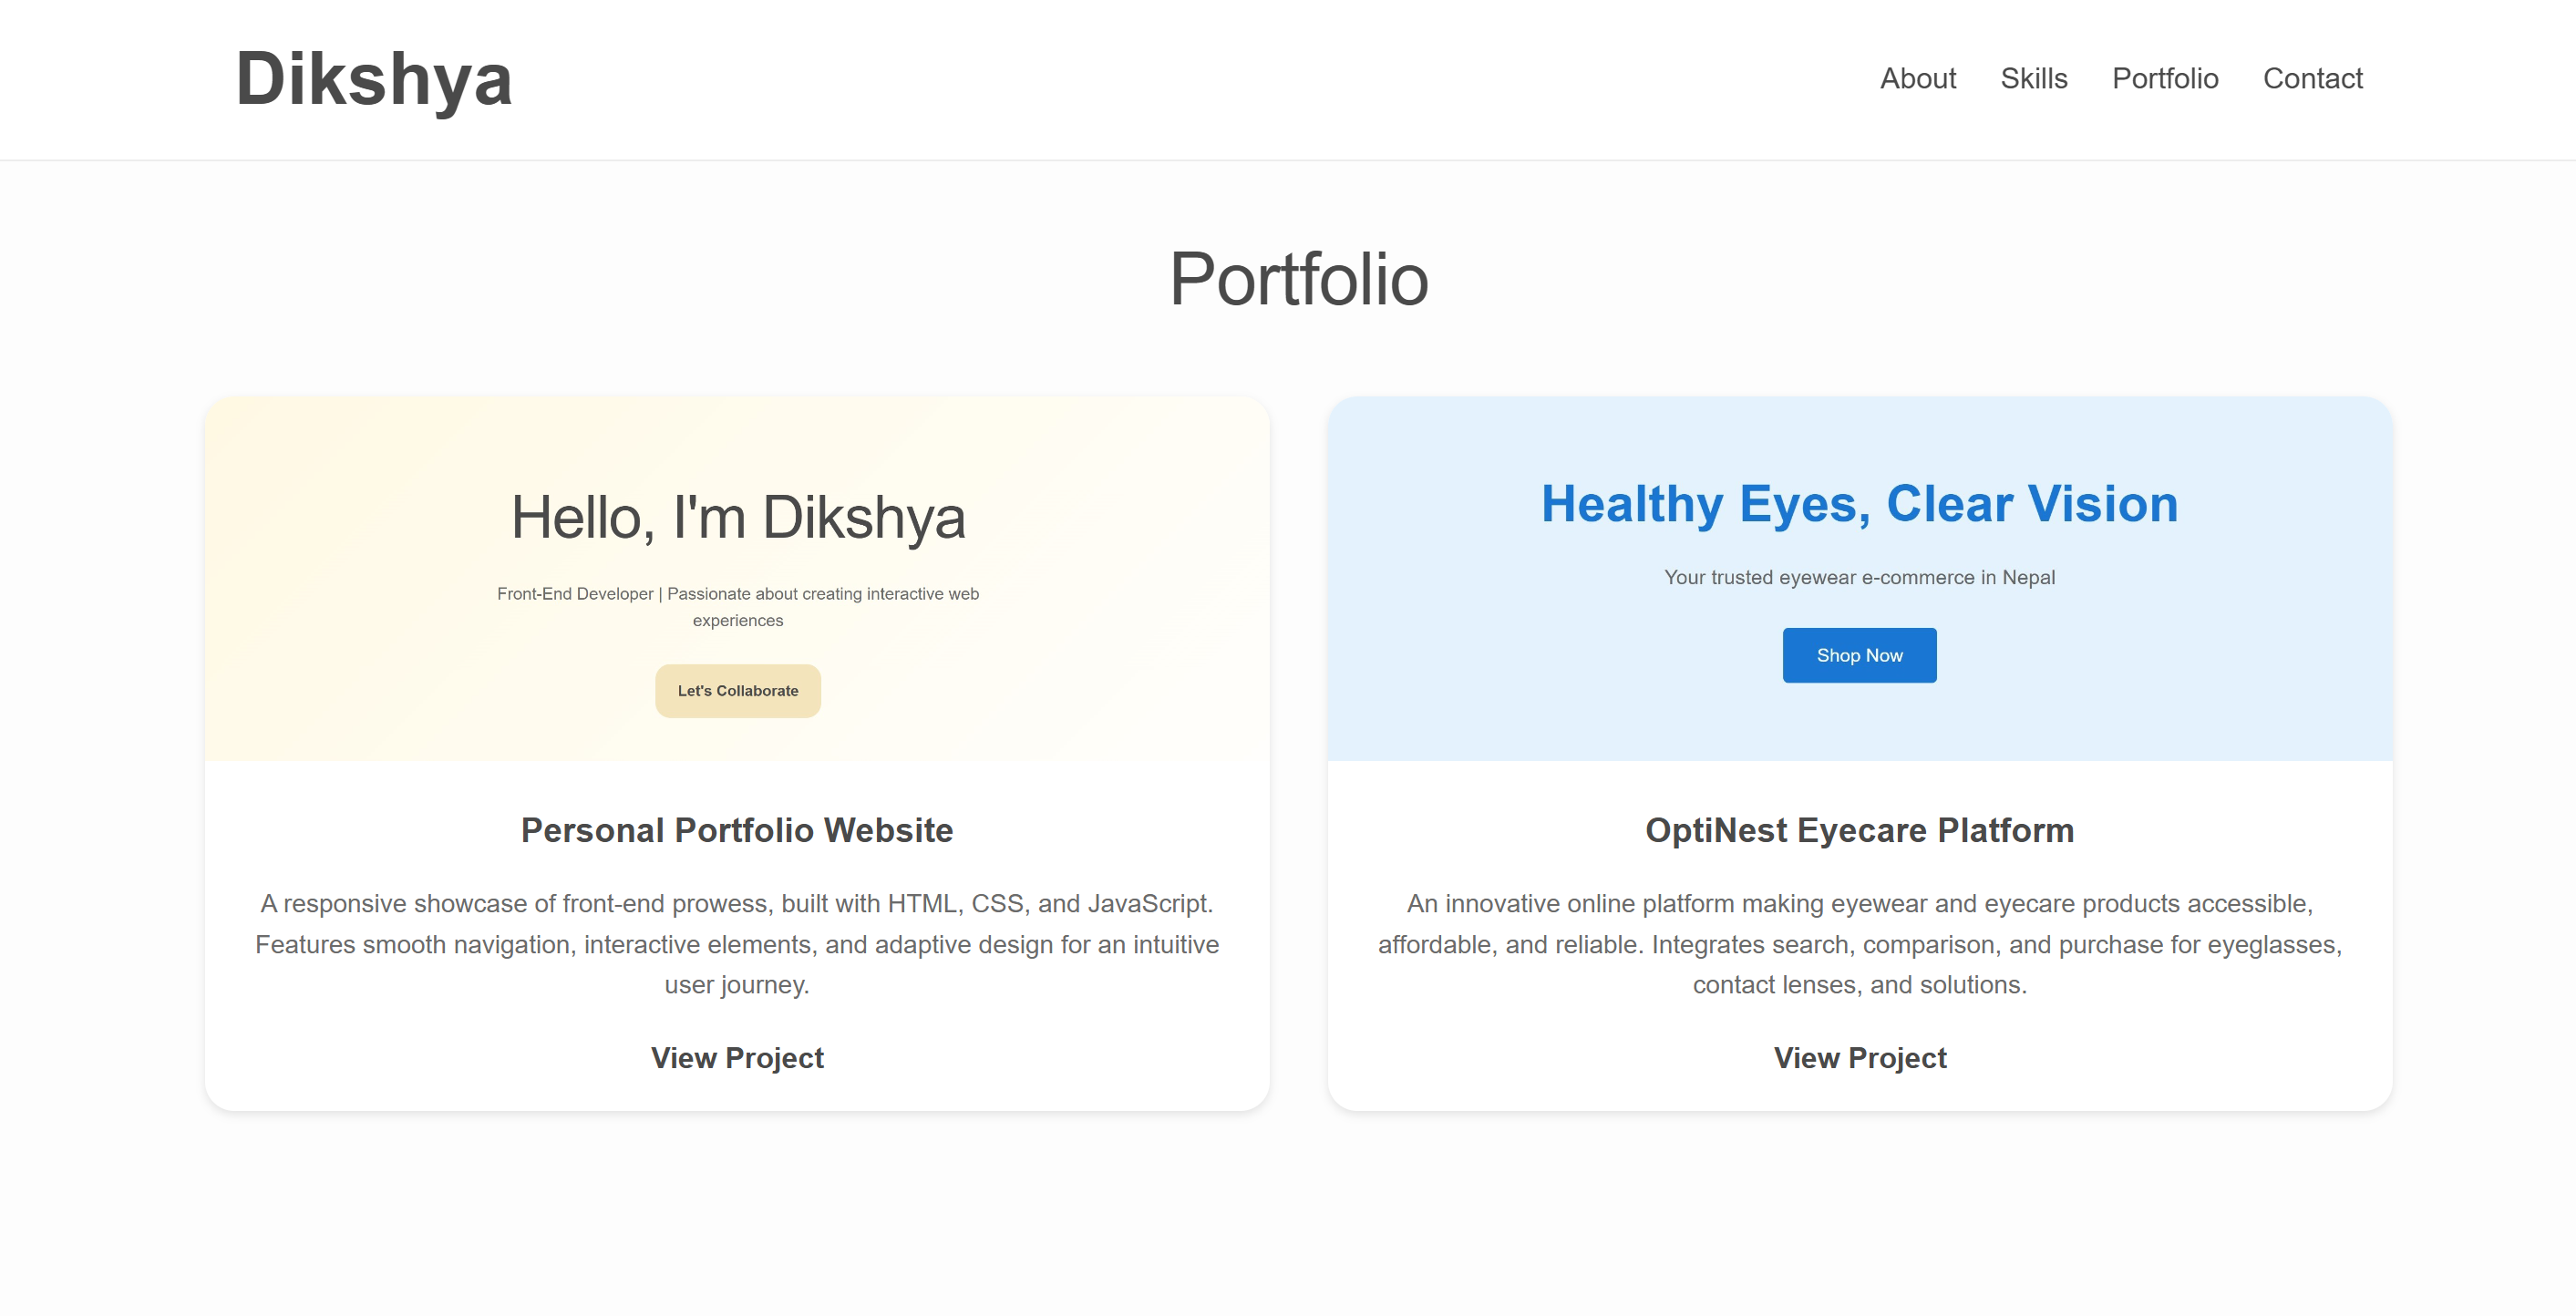 Dikshya
About Skills Portfolio Contact
Portfolio
Hello, I'm Dikshya
Front-End Developer | Passionate about creating interactive web
experiences
Let's Collaborate
Personal Portfolio Website
A responsive showcase of front-end prowess, built with HTML, CSS, and JavaScript.
Features smooth navigation, interactive elements, and adaptive design for an intuitive
user journey.
View Project
Healthy Eyes, Clear Vision
Your trusted eyewear e-commerce in Nepal
Shop Now
OptiNest Eyecare Platform
An innovative online platform making eyewear and eyecare products accessible,
affordable, and reliable. Integrates search, comparison, and purchase for eyeglasses,
contact lenses, and solutions.
View Project